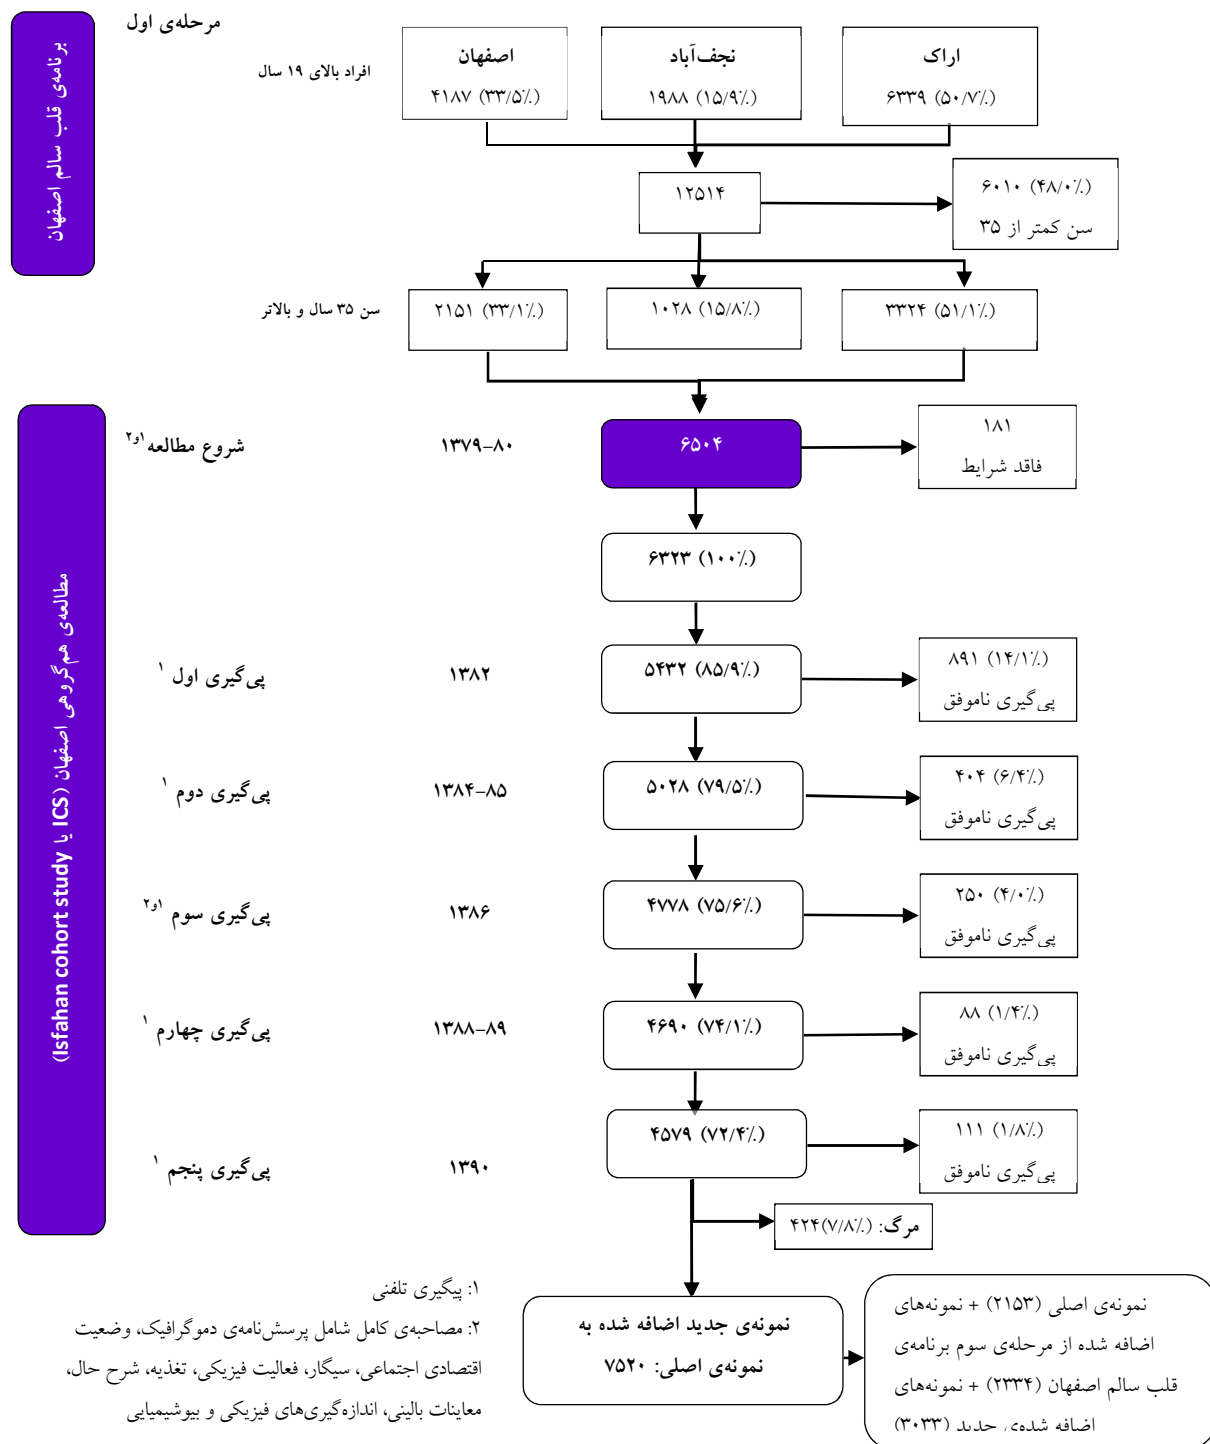 برنامه‌ی قلب سالم اصفهان
مرحله‌ی اول
افراد بالای ۱۹ سال
اراک
۶۳۳۹ (۵۰/۷٪)
نجف‌آباد
۱۹۸۸ (۱۵/۹٪)
اصفهان
۴۱۸۷ (۳۳/۵٪)
۱۲۵۱۴
۶۰۱۰ (۴۸/۰٪)
سن کمتر از ۳۵
سن ۳۵ سال و بالاتر
۳۳۲۴ (۵۱/۱٪)
۱۰۲۸ (۱۵/۸٪)
۲۱۵۱ (۳۳/۱٪)
مطالعه‌ی هم‌گروهی اصفهان (ICS یا Isfahan cohort study)
شروع مطالعه ۱و۲
۱۳۷۹-۸۰
۶۵۰۴
۱۸۱
فاقد شرایط
۶۳۲۳ (۱۰۰٪)
پی‌گیری اول ۱
۱۳۸۲
۵۴۳۲ (۸۵/۹٪)
۸۹۱ (۱۴/۱٪)
پی‌گیری ناموفق
پی‌گیری دوم ۱
۱۳۸۴-۸۵
۵۰۲۸ (۷۹/۵٪)
۴۰۴ (۶/۴٪)
پی‌گیری ناموفق
پی‌گیری سوم ۱و۲
۱۳۸۶
۴۷۷۸ (۷۵/۶٪)
۲۵۰ (۴/۰٪)
پی‌گیری ناموفق
پی‌گیری چهارم ۱
۱۳۸۸-۸۹
۴۶۹۰ (۷۴/۱٪)
۸۸ (۱/۴٪)
پی‌گیری ناموفق
پی‌گیری پنجم ۱
۱۳۹۰
۴۵۷۹ (۷۲/۴٪)
۱۱۱ (۱/۸٪)
پی‌گیری ناموفق
مرگ: ۴۲۴(۷/۸٪)
نمونه‌ی جدید اضافه شده به
نمونه‌ی اصلی: ۷۵۲۰
نمونه‌ی اصلی (۲۱۵۳) + نمونه‌های
اضافه شده از مرحله‌ی سوم برنامه‌ی
قلب سالم اصفهان (۲۳۳۴) + نمونه‌های
اضافه شده‌ی جدید (۳۰۳۳)
۱: پیگیری تلفنی
۲: مصاحبه‌ی کامل شامل پرسش‌نامه‌ی دموگرافیک، وضعیت
اقتصادی اجتماعی، سیگار، فعالیت فیزیکی، تغذیه، شرح حال،
معاینات بالینی، اندازه‌گیری‌های فیزیکی و بیوشیمیایی